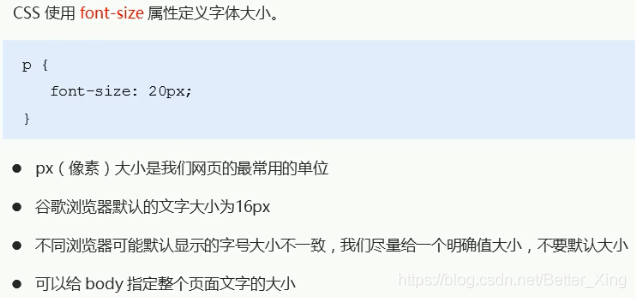 CSS 使用 font-size 属性定义字体大小。
p {
font-size: 20px;
}
● px（像素）大小是我们网页的最常用的单位
● 谷歌浏览器默认的文字大小为16px
● 不同浏览器可能默认显示的字号大小不一致，我们尽量给一个明确值大小，不要默认大小
● 可以给 body 指定整个页面文字的大小
https://blog.csdn.net/Better_Xing